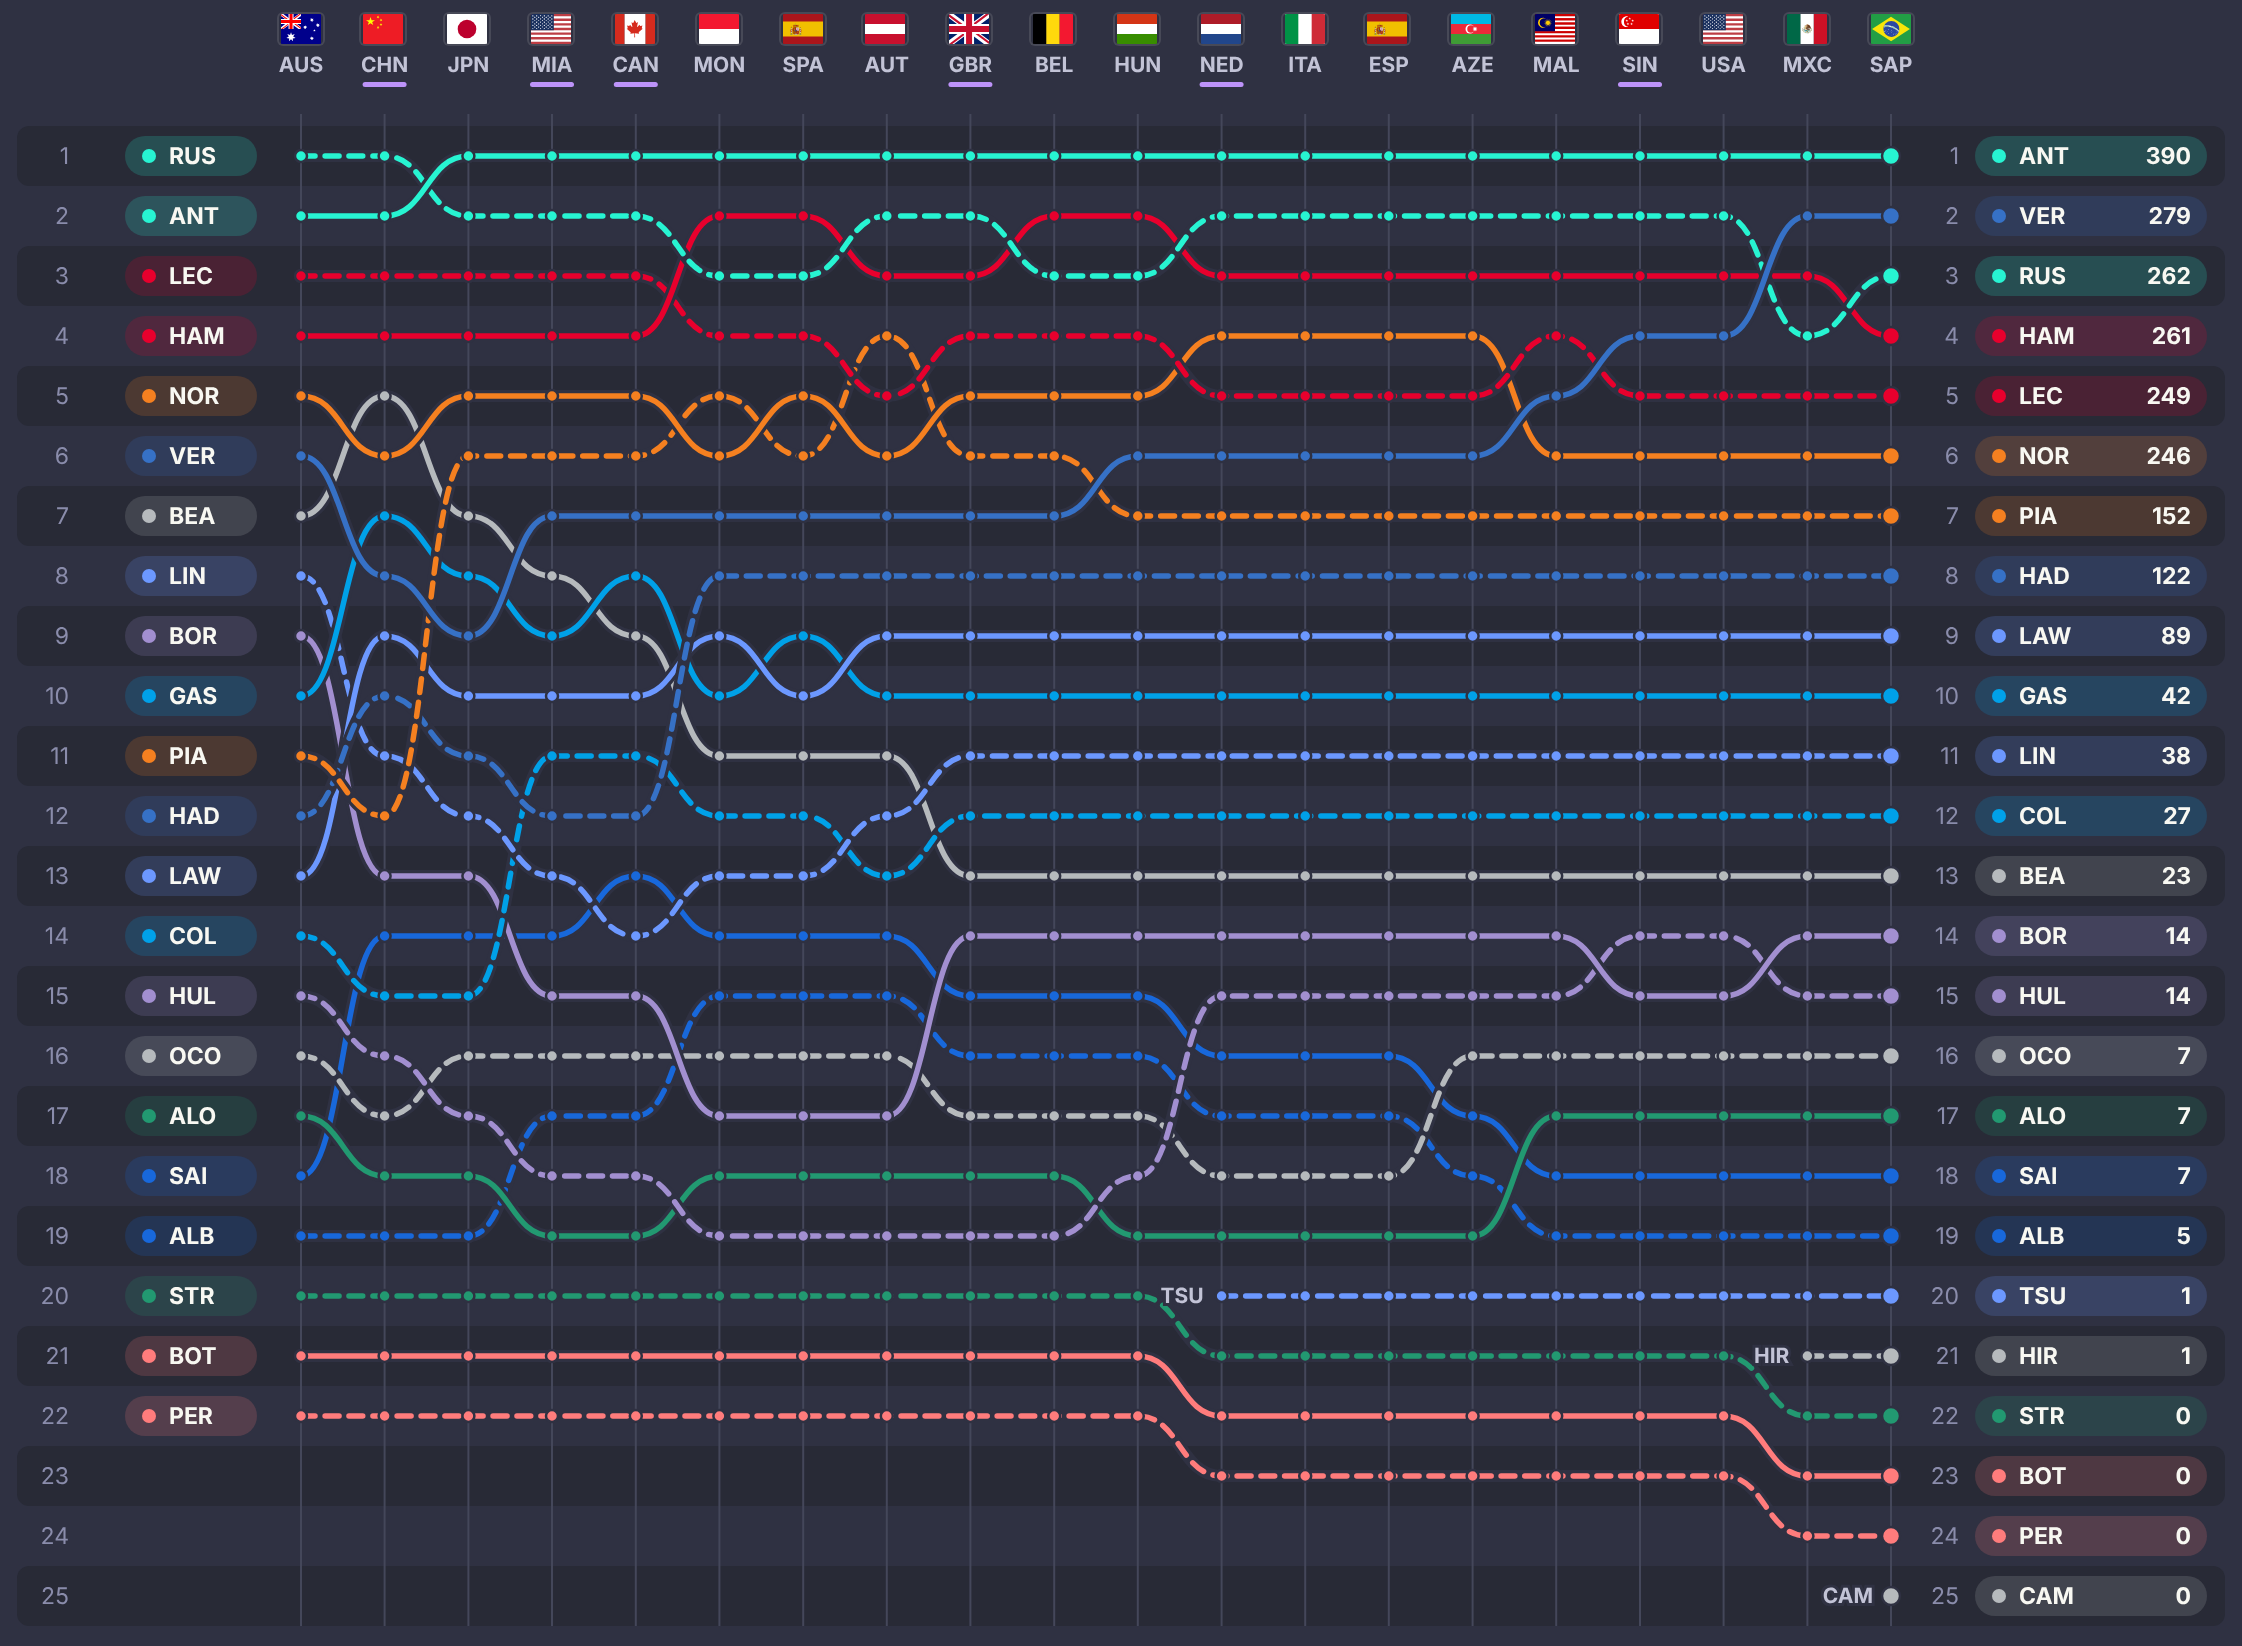 AUS CHN JPN MIA CAN MON SPA AUT GBR BEL HUN NED ITA ESP AZE MAL SIN USA MXC SAP
1 RUS 1 ANT 390
2 ANT 2 VER 279
3 LEC 3 RUS 262
4 HAM 4 HAM 261
5 NOR 5 LEC 249
6 VER 6 NOR 246
7 BEA 7 PIA 152
8 LIN 8 HAD 122
9 BOR 9 LAW 89
10 GAS 10 GAS 42
11 PIA 11 LIN 38
12 HAD 12 COL 27
13 LAW 13 BEA 23
14 COL 14 BOR 14
15 HUL 15 HUL 14
16 OCO 16 OCO 7
17 ALO 17 ALO 7
18 SAI 18 SAI 7
19 ALB 19 ALB 5
20 STR TSU 20 TSU 1
21 BOT HIR 21 HIR 1
22 PER 22 STR 0
23 23 BOT 0
24 24 PER 0
25 CAM 25 CAM 0